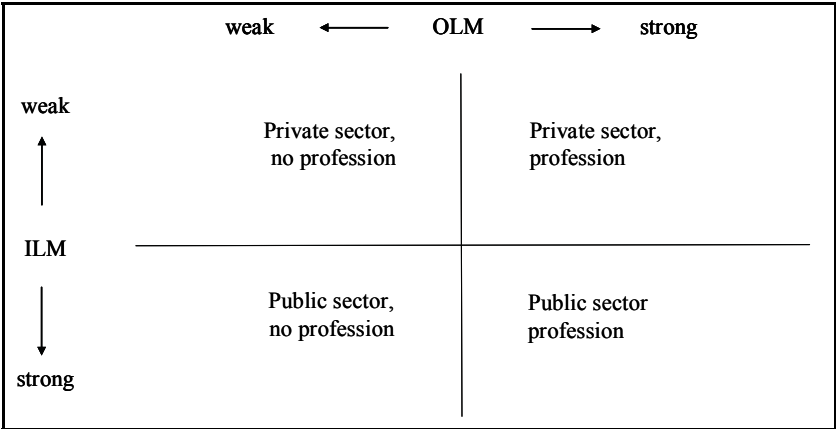 weak OLM strong
weak
Private sector,
no profession
Private sector,
profession
ILM
Public sector,
no profession
Public sector
profession
strong